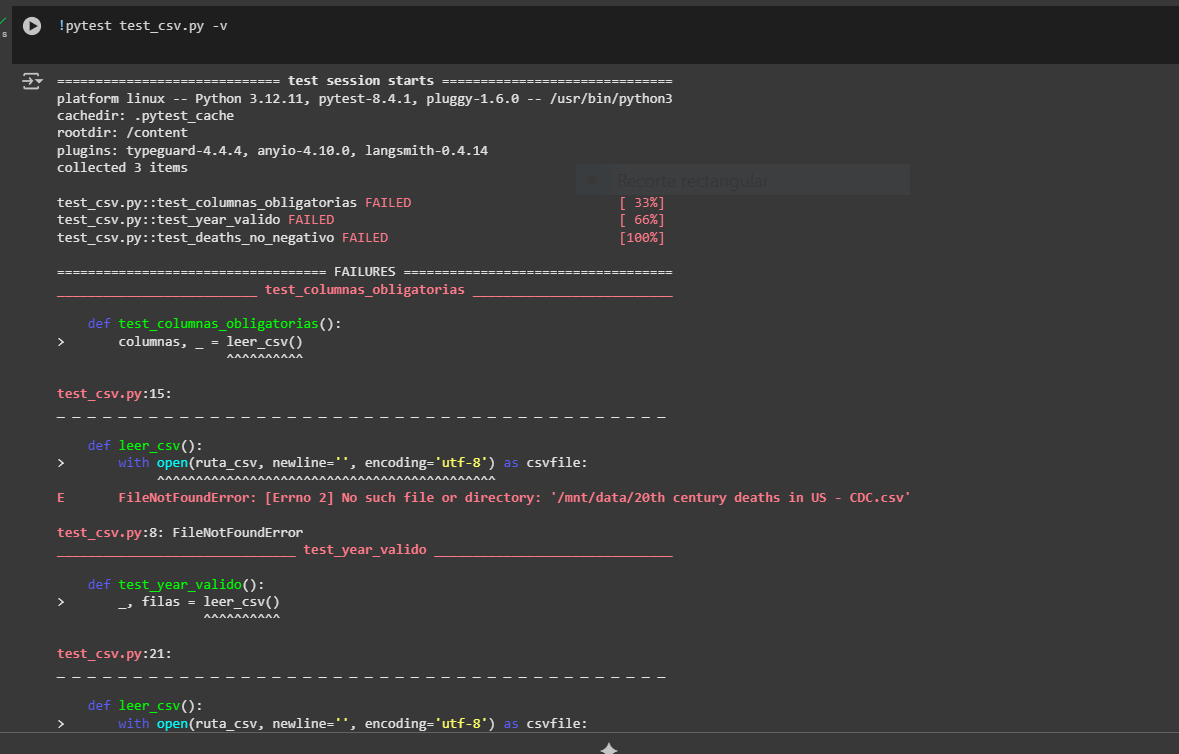 s
!pytest test_csv.py -v
============================= test session starts ==============================
platform linux -- Python 3.12.11, pytest-8.4.1, pluggy-1.6.0 -- /usr/bin/python3
cachedir: .pytest_cache
rootdir: /content
plugins: typeguard-4.4.4, anyio-4.10.0, langsmith-0.4.14
collected 3 items
Recorte rectangular
test_csv.py::test_columnas_obligatorias FAILED                           [ 33%]
test_csv.py::test_year_valido FAILED                                     [ 66%]
test_csv.py::test_deaths_no_negativo FAILED                              [100%]
=================================== FAILURES ===================================
__________________________ test_columnas_obligatorias __________________________
    def test_columnas_obligatorias():
>       columnas, _ = leer_csv()
                      ^^^^^^^^^^
test_csv.py:15:
_ _ _ _ _ _ _ _ _ _ _ _ _ _ _ _ _ _ _ _ _ _ _ _ _ _ _ _ _ _ _ _ _ _ _ _ _ _ _ _
    def leer_csv():
>       with open(ruta_csv, newline='', encoding='utf-8') as csvfile:
             ^^^^^^^^^^^^^^^^^^^^^^^^^^^^^^^^^^^^^^^^^^^^
E       FileNotFoundError: [Errno 2] No such file or directory: '/mnt/data/20th century deaths in US - CDC.csv'
test_csv.py:8: FileNotFoundError
_______________________________ test_year_valido _______________________________
    def test_year_valido():
>       _, filas = leer_csv()
                   ^^^^^^^^^^
test_csv.py:21:
_ _ _ _ _ _ _ _ _ _ _ _ _ _ _ _ _ _ _ _ _ _ _ _ _ _ _ _ _ _ _ _ _ _ _ _ _ _ _ _
    def leer_csv():
>       with open(ruta_csv, newline='', encoding='utf-8') as csvfile: